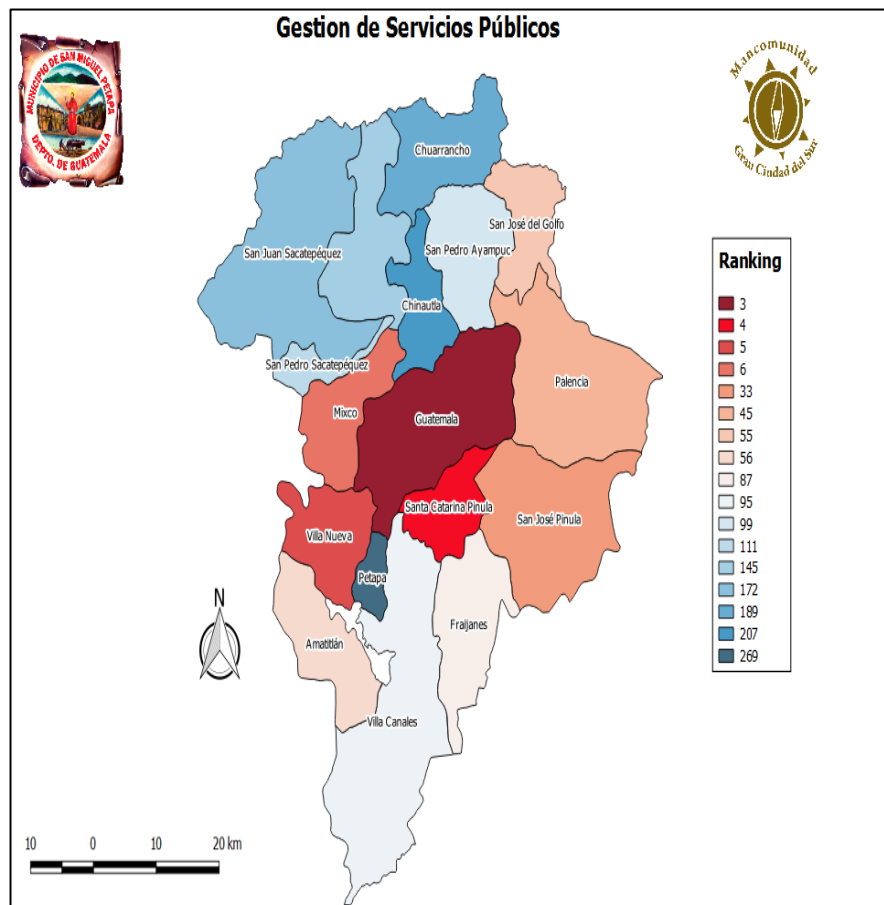 Gestion de Servicios Públicos
MUNICIPIO DE SAN MIGUEL PETAPA
DEPTO. DE GUATEMALA
Mancomunidad
Gran Ciudad del Sur
Chuarrancho
San José del Golfo
San Juan Sacatepéquez
San Pedro Ayampuc
Chinautla
San Pedro Sacatepéquez
Palencia
Mixco
Guatemala
Santa Catarina Pinula
San José Pinula
Villa Nueva
Petapa
Fraijanes
Amatitlán
Villa Canales
Ranking
3
4
5
6
33
45
55
56
87
95
99
111
145
172
189
207
269
N
10 0 10 20 km